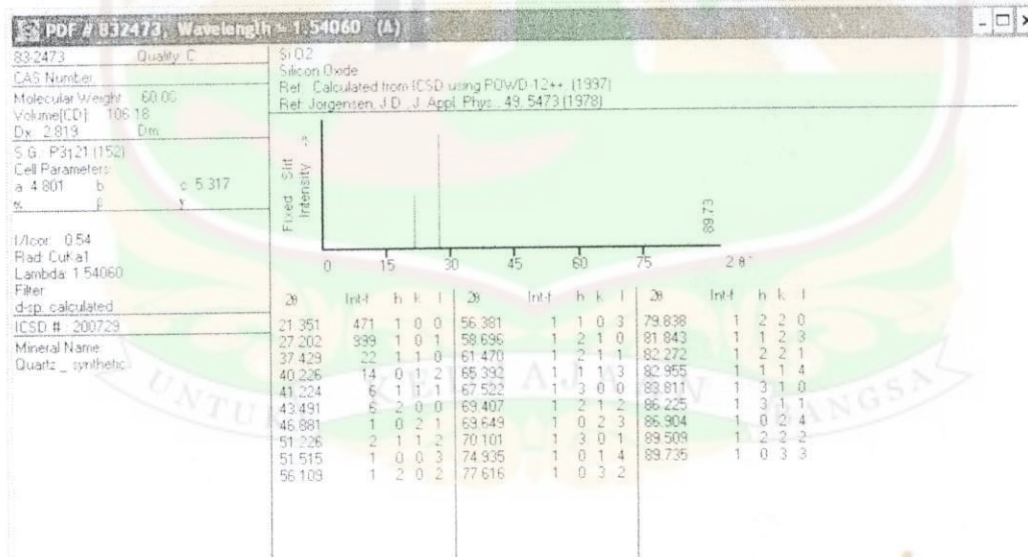 PDF # 832473, Wavelength = 1.54060 (A)
83-2473 Quality: C
CAS Number:
Molecular Weight: 60.08
Volume[CD]: 106.18
Dx: 2.819 Dm:
S.G.: P3121 (152)
Cell Parameters:
a 4.801 b c 5.317
α β γ
I/Icor: 0.54
Rad: CuKa1
Lambda: 1.54060
Filter:
d-sp: calculated
ICSD #: 200729
Mineral Name:
Quartz _ synthetic
Si O2
Silicon Oxide
Ref: Calculated from ICSD using POWD-12++ (1997)
Ref: Jorgensen, J.D., J. Appl. Phys., 49, 5473 (1978)
Fixed Slit
Intensity ->
89.73
0 15 30 45 60 75 2θ°
2θ Int-f h k l 2θ Int-f h k l 2θ Int-f h k l
21.351 471 1 0 0 56.381 1 1 0 3 79.838 1 2 2 0
27.202 999 1 0 1 58.696 1 2 1 0 81.843 1 1 2 3
37.429 22 1 1 0 61.470 1 2 1 1 82.272 1 2 2 1
40.226 14 0 1 2 65.392 1 1 1 3 82.955 1 1 1 4
41.224 6 1 1 1 67.522 1 3 0 0 83.811 1 3 1 0
43.491 6 2 0 0 69.407 1 2 1 2 86.225 1 3 1 1
46.881 1 0 2 1 69.649 1 0 2 3 86.904 1 0 2 4
51.226 2 1 1 2 70.101 1 3 0 1 89.509 1 2 2 2
51.515 1 0 0 3 74.935 1 0 1 4 89.735 1 0 3 3
56.109 1 2 0 2 77.616 1 0 3 2
UNTUK KEDJAJAAN BANGSA